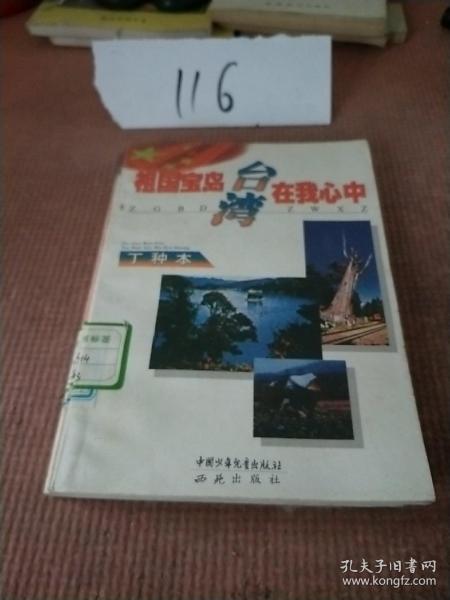 116
祖国宝岛台湾在我心中
ZGBD
ZWXZ
丁种本
中国少年儿童出版社
西苑出版社
孔夫子旧书网
www.kongfz.com